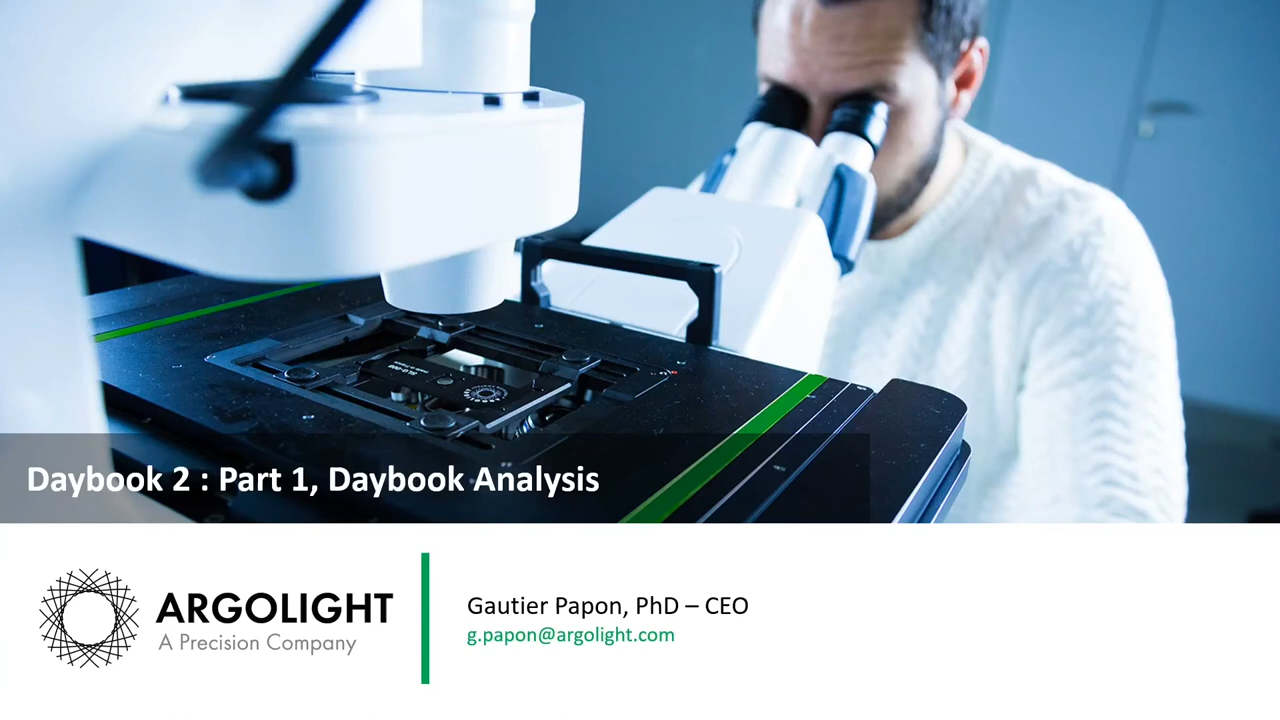 Daybook 2 : Part 1, Daybook Analysis
ARGOLIGHT
A Precision Company
Gautier Papon, PhD – CEO
g.papon@argolight.com